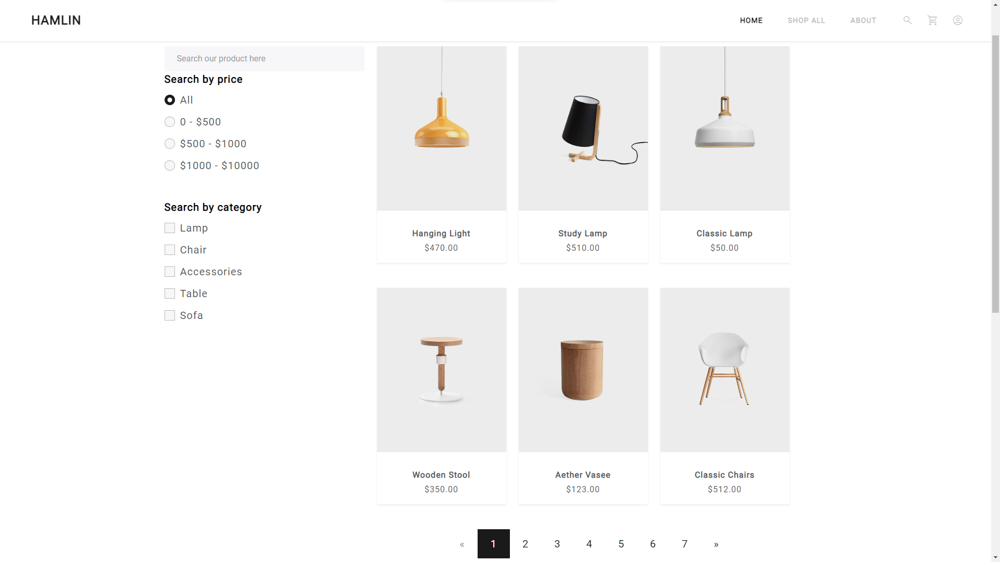 HAMLIN
HOME
SHOP ALL
ABOUT
Search our product here
Search by price
All
0 - $500
$500 - $1000
$1000 - $10000
Search by category
Lamp
Chair
Accessories
Table
Sofa
Hanging Light
$470.00
Study Lamp
$510.00
Classic Lamp
$50.00
Wooden Stool
$350.00
Aether Vasee
$123.00
Classic Chairs
$512.00
« 1 2 3 4 5 6 7 »